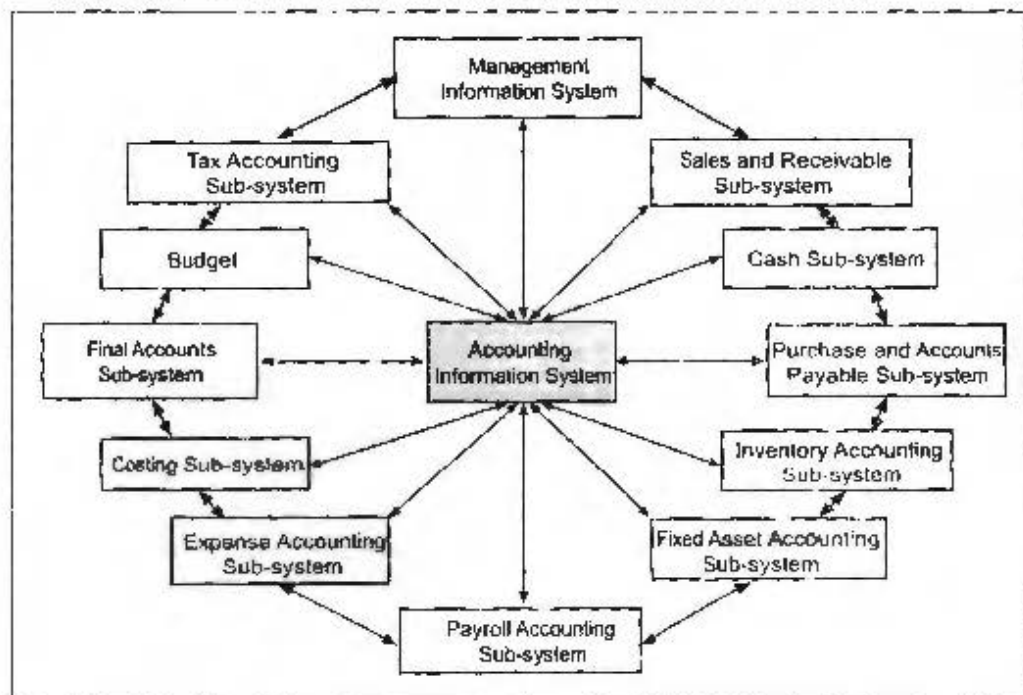 Management
Information System
Tax Accounting
Sub-system
Sales and Receivable
Sub-system
Budget
Cash Sub-system
Final Accounts
Sub-system
Accounting
Information System
Purchase and Accounts
Payable Sub-system
Costing Sub-system
Inventory Accounting
Sub-system
Expense Accounting
Sub-system
Fixed Asset Accounting
Sub-system
Payroll Accounting
Sub-system